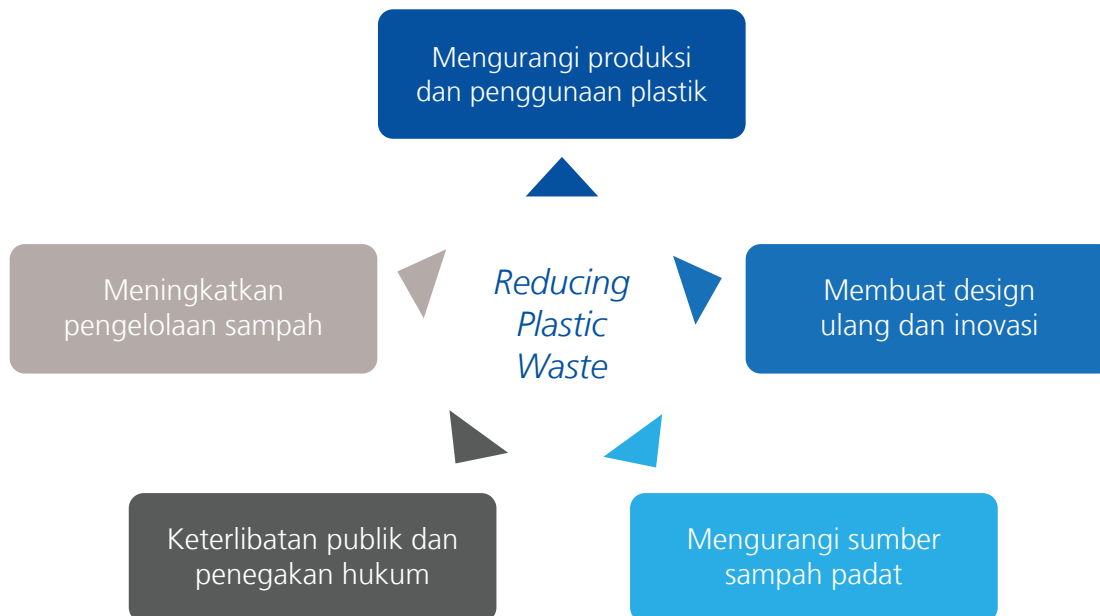 Mengurangi produksi
dan penggunaan plastik
Meningkatkan
pengelolaan sampah
Reducing
Plastic
Waste
Membuat design
ulang dan inovasi
Keterlibatan publik dan
penegakan hukum
Mengurangi sumber
sampah padat